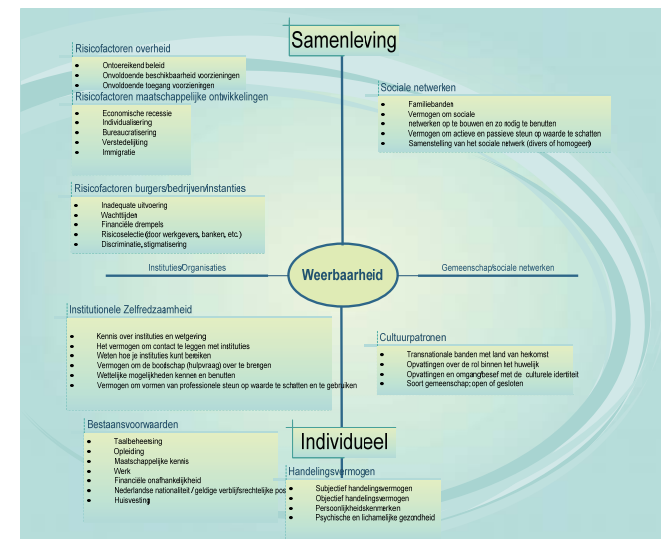 Samenleving
Risicofactoren overheid
Ontoereikend beleid
Onvoldoende beschikbaarheid voorzieningen
Onvoldoende toegang voorzieningen
Risicofactoren maatschappelijke ontwikkelingen
Economische recessie
Individualisering
Bureaucratisering
Verstedelijking
Immigratie
Sociale netwerken
Familiebanden
Vermogen om sociale
netwerken op te bouwen en zo nodig te benutten
Vermogen om actieve en passieve steun op waarde te schatten
Samenstelling van het sociale netwerk (divers of homogeen)
Risicofactoren burgers/bedrijven/instanties
Inadequate uitvoering
Wachttijden
Financiële drempels
Risicoselectie (door werkgevers, banken, etc.)
Discriminatie, stigmatisering
Instituties/Organisaties
Weerbaarheid
Gemeenschap/sociale netwerken
Institutionele Zelfredzaamheid
Kennis over instituties en wetgeving
Het vermogen om contact te leggen met instituties
Weten hoe je instituties kunt bereiken
Vermogen om de boodschap (hulpvraag) over te brengen
Wettelijke mogelijkheden kennen en benutten
Vermogen om vormen van professionele steun op waarde te schatten en te gebruiken
Cultuurpatronen
Transnationale banden met land van herkomst
Opvattingen over de rol binnen het huwelijk
Opvattingen en omgang/besef met de culturele identiteit
Soort gemeenschap; open of gesloten
Bestaansvoorwaarden
Taalbeheersing
Opleiding
Maatschappelijke kennis
Werk
Financiële onafhankelijkheid
Nederlandse nationaliteit / geldige verblijfsrechtelijke pos
Huisvesting
Individueel
Handelingsvermogen
Subjectief handelingsvermogen
Objectief handelingsvermogen
Persoonlijkheidskenmerken
Psychische en lichamelijke gezondheid